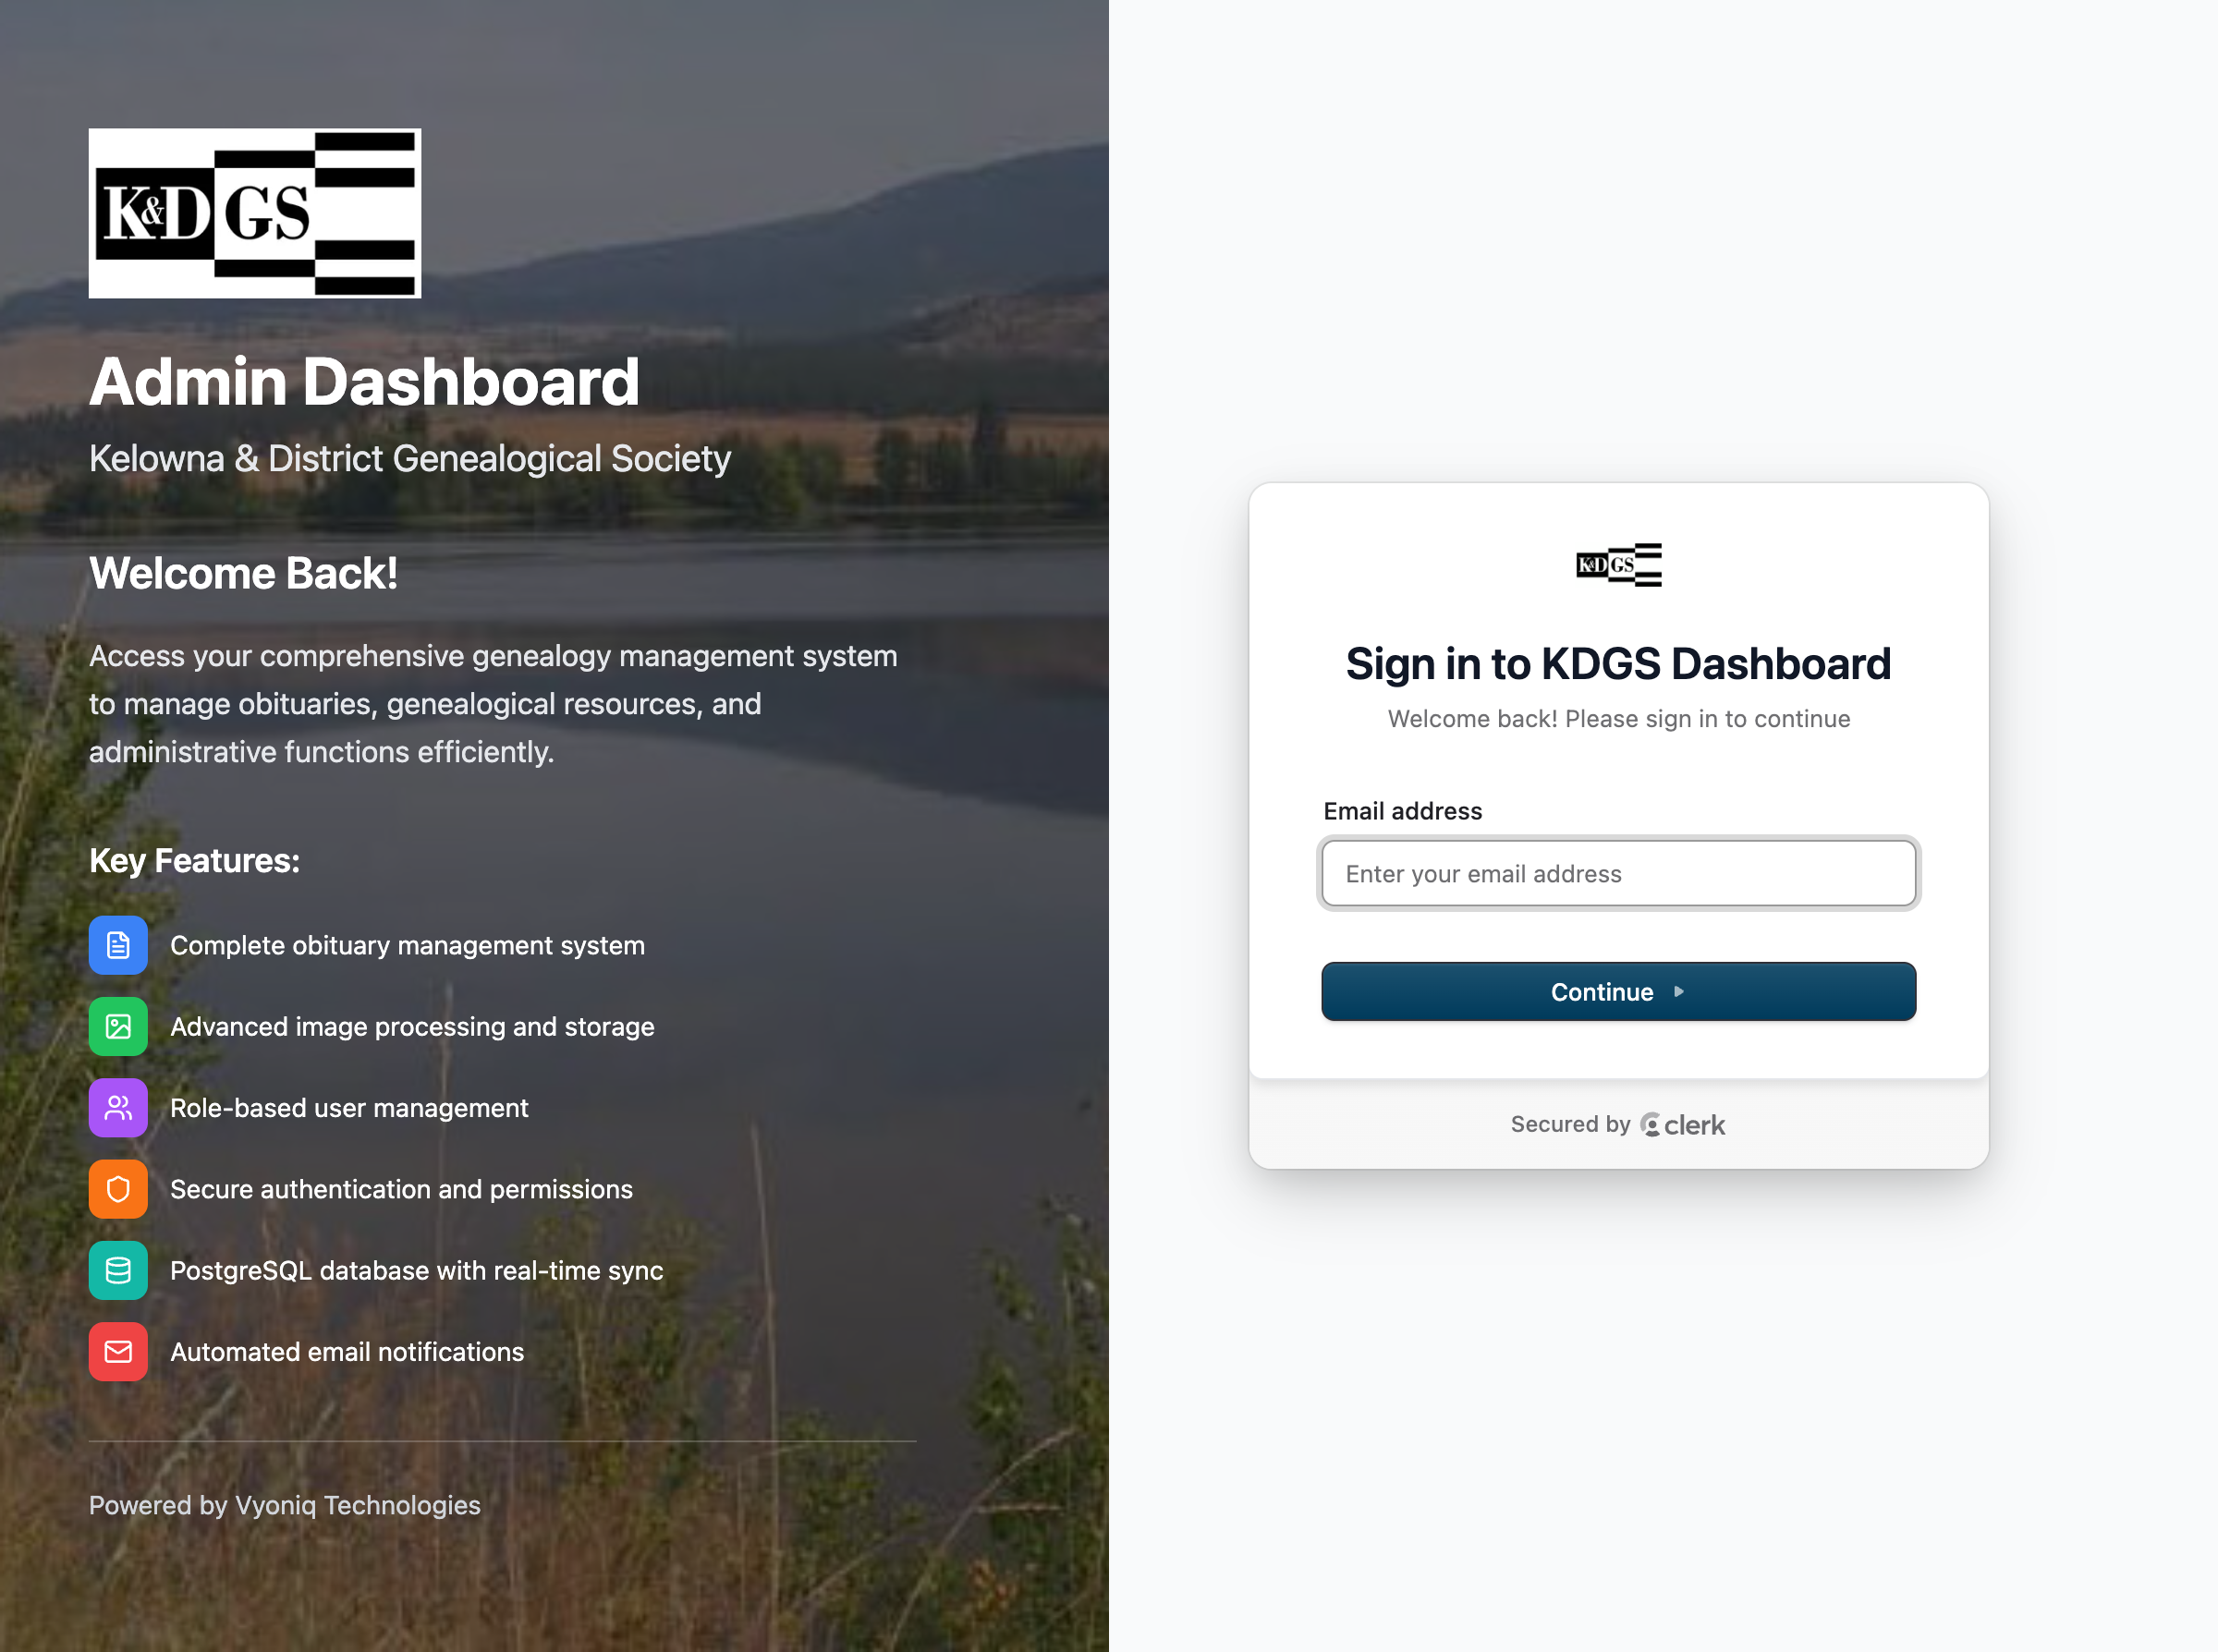 K&D GS
Admin Dashboard
Kelowna & District Genealogical Society
Welcome Back!
Access your comprehensive genealogy management system
to manage obituaries, genealogical resources, and
administrative functions efficiently.
Key Features:
Complete obituary management system
Advanced image processing and storage
Role-based user management
Secure authentication and permissions
PostgreSQL database with real-time sync
Automated email notifications
Powered by Vyoniq Technologies
K&D GS
Sign in to KDGS Dashboard
Welcome back! Please sign in to continue
Email address
Enter your email address
Continue
Secured by clerk